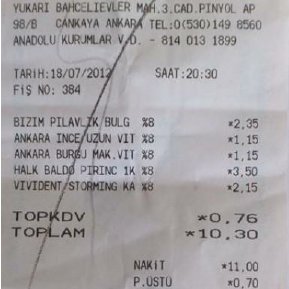 YUKARI BAHCELIEVLER MAH.3.CAD.PINYOL AP
98/B CANKAYA ANKARA TEL:0(530)149 8560
ANADOLU KURUMLAR V.D. - 814 013 1899
TARİH:18/07/2012 SAAT:20:30
FİŞ NO: 384
BIZIM PILAVLIK BULG %8 *2,35
ANKARA INCE UZUN VIT %8 *1,15
ANKARA BURGU MAK.VIT %8 *1,15
HALK BALDO PIRINC 1K %8 *3,50
VIVIDENT STORMING KA %8 *2,15
TOPKDV *0,76
TOPLAM *10,30
NAKİT *11,00
P.ÜSTÜ *0,70